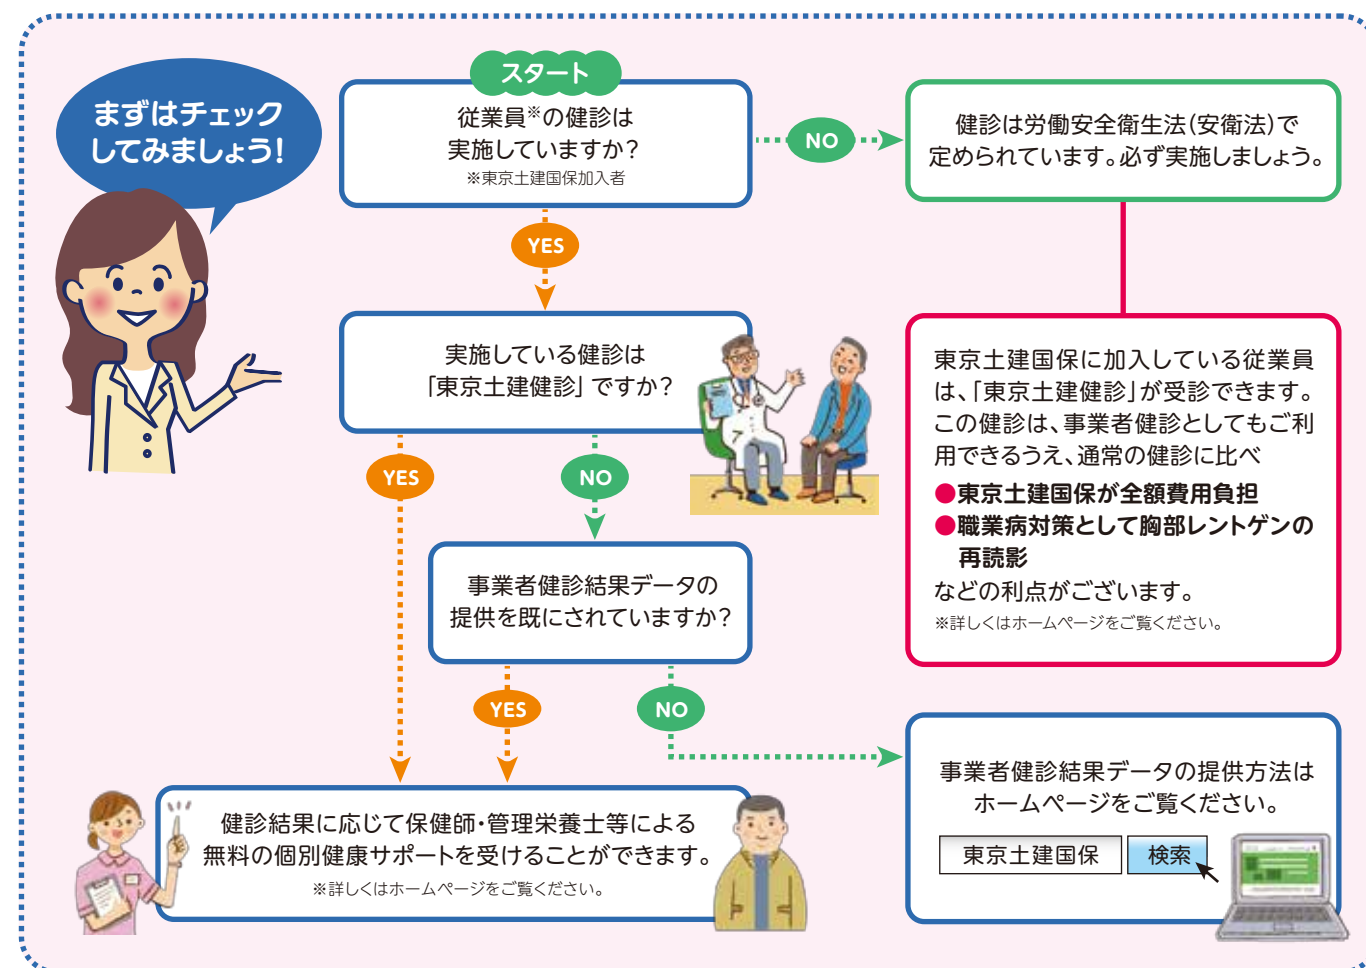 まずはチェック
してみましょう!
スタート
従業員※の健診は
実施していますか?
※東京土建国保加入者
NO
健診は労働安全衛生法(安衛法)で
定められています。必ず実施しましょう。
YES
実施している健診は
「東京土建健診」ですか?
東京土建国保に加入している従業員
は、「東京土建健診」が受診できます。
この健診は、事業者健診としてもご利
用できるうえ、通常の健診に比べ
●東京土建国保が全額費用負担
●職業病対策として胸部レントゲンの
再読影
などの利点がございます。
※詳しくはホームページをご覧ください。
YES
NO
事業者健診結果データの
提供を既にされていますか?
YES
NO
事業者健診結果データの提供方法は
ホームページをご覧ください。
東京土建国保
検索
健診結果に応じて保健師・管理栄養士等による
無料の個別健康サポートを受けることができます。
※詳しくはホームページをご覧ください。